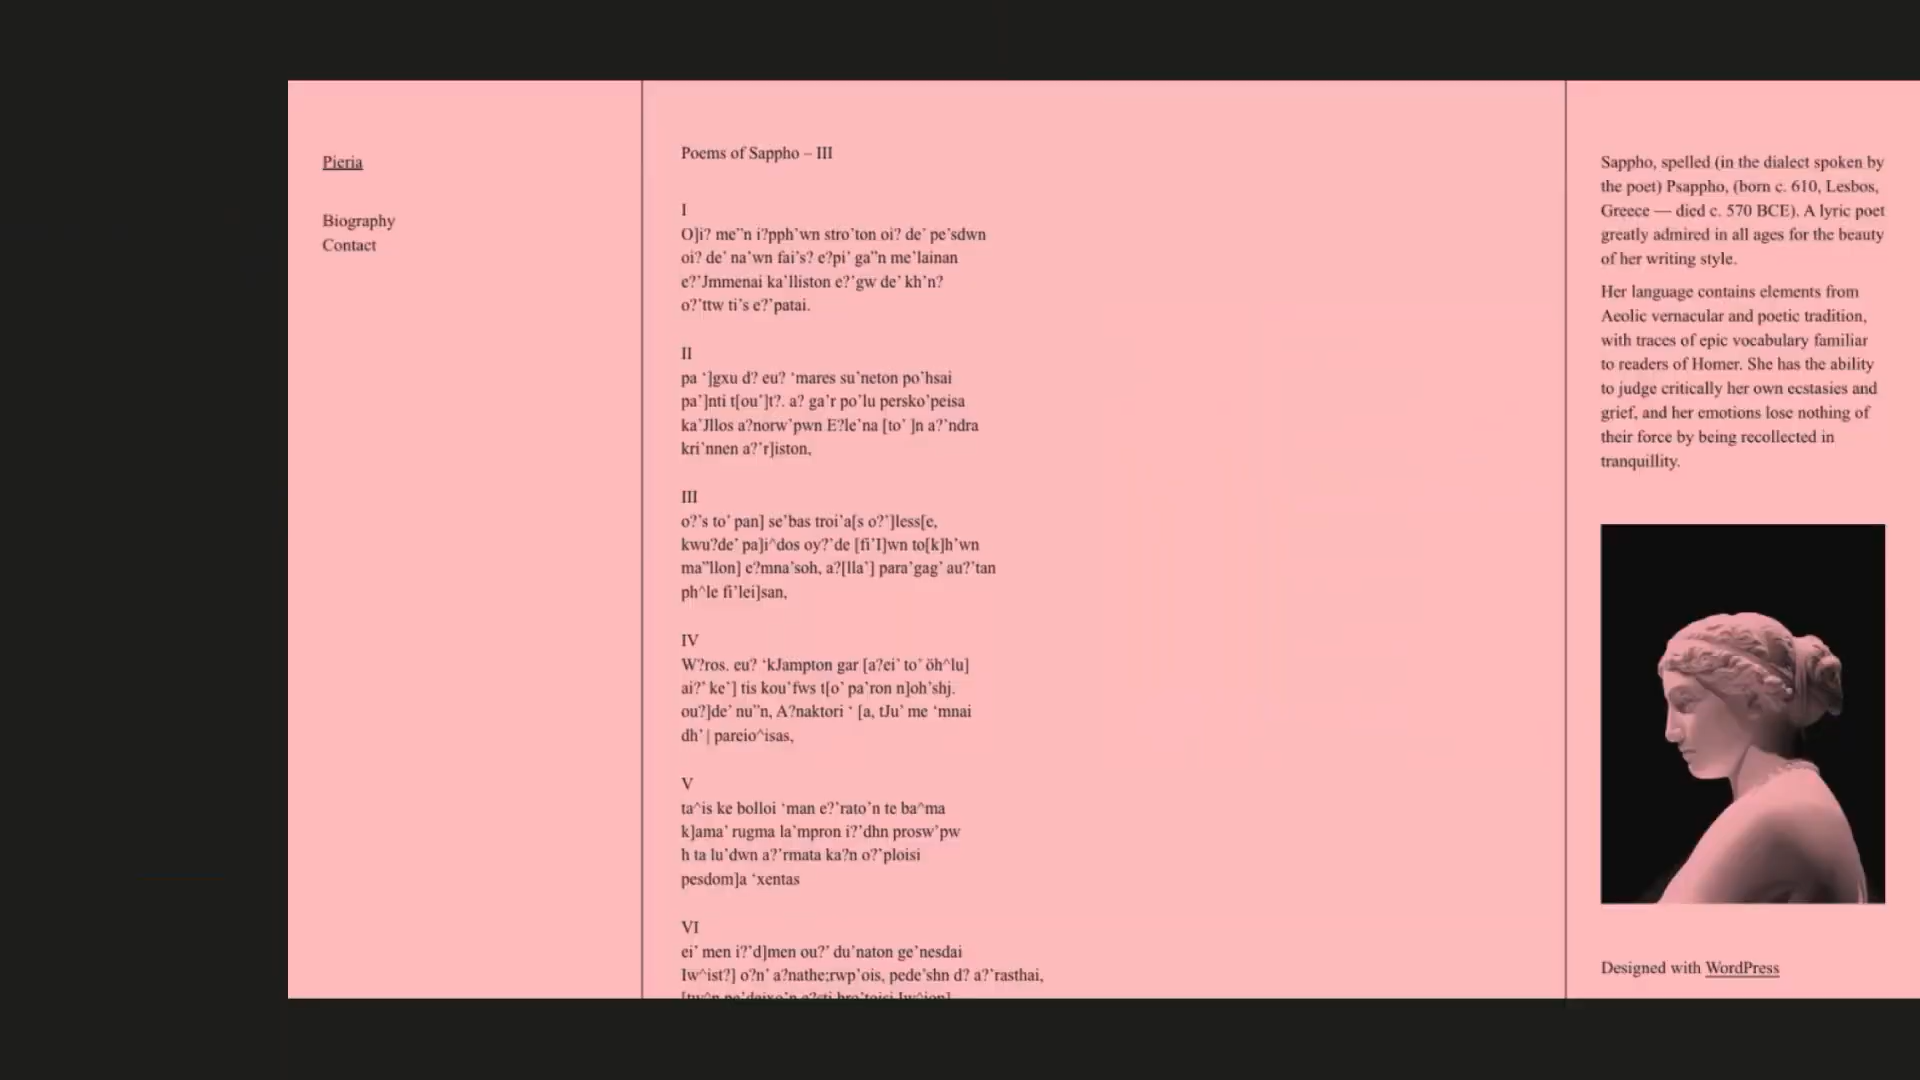 Pieria
Biography
Contact
Poems of Sappho – III
I
O]i? me”n i?pph’wn stro’ton oi? de’ pe’sdwn
oi? de’ na’wn fai’s? e?pi’ ga”n me’lainan
e?’Jmmenai ka’lliston e?’gw de’ kh’n?
o?’ttw ti’s e?’patai.
II
pa ‘]gxu d? eu? ‘mares su’neton po’hsai
pa’]nti t[ou’]t?. a? ga’r po’lu persko’peisa
ka’Jllos a?norw’pwn E?le’na [to’ ]n a?’ndra
kri’nnen a?’r]iston,
III
o?’s to’ pan] se’bas troi’a[s o?’]less[e,
kwu?de’ pa]i^dos oy?’de [fi’I]wn to[k]h’wn
ma”llon] e?mna’soh, a?[lla’] para’gag’ au?’tan
ph^le fi’lei]san,
IV
W?ros. eu? ‘kJampton gar [a?ei’ to’ öh^lu]
ai?’ ke’] tis kou’fws t[o’ pa’ron n]oh’shj.
ou?]de’ nu”n, A?naktori ‘ [a, tJu’ me ‘mnai
dh’ | pareio^isas,
V
ta^is ke bolloi ‘man e?’rato’n te ba^ma
k]ama’ rugma la’mpron i?’dhn prosw’pw
h ta lu’dwn a?’rmata ka?n o?’ploisi
pesdom]a ‘xentas
VI
ei’ men i?’d]men ou?’ du’naton ge’nesdai
Iw^ist?] o?n’ a?nathe;rwp’ois, pede’shn d? a?’rasthai,
[tw^n pe’deixo’n e?sti bro’toisi Iw^ion]
Sappho, spelled (in the dialect spoken by
the poet) Psappho, (born c. 610, Lesbos,
Greece — died c. 570 BCE). A lyric poet
greatly admired in all ages for the beauty
of her writing style.
Her language contains elements from
Aeolic vernacular and poetic tradition,
with traces of epic vocabulary familiar
to readers of Homer. She has the ability
to judge critically her own ecstasies and
grief, and her emotions lose nothing of
their force by being recollected in
tranquillity.
Designed with WordPress